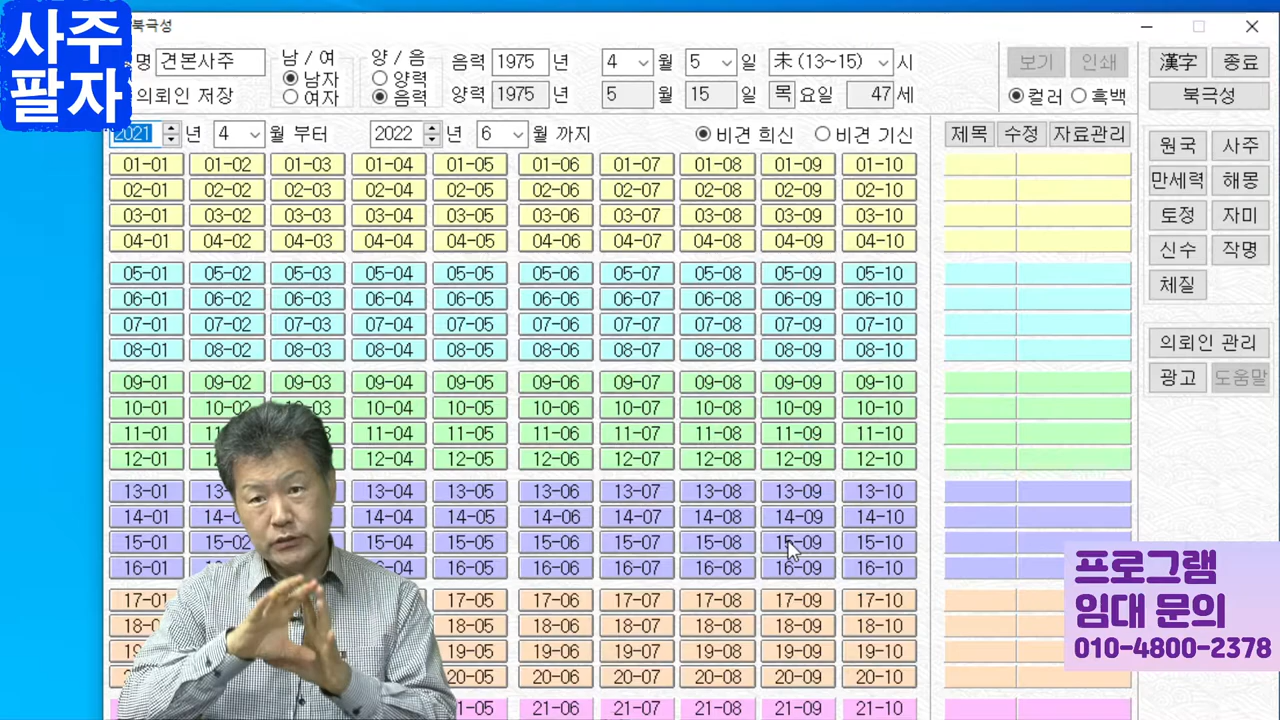 사주
팔자
북극성
명 견본사주 남 / 여 양 / 음 음력 1975 년 4 월 5 일 未 (13~15) 시 보기 인쇄 漢字 종료
남자 양력
의뢰인 저장 여자 음력 양력 1975 년 5 월 15 일 목 요일 47 세 컬러 흑백 북극성
2021 년 4 월 부터 2022 년 6 월 까지 비견 희신 비견 기신 제목 수정 자료관리
01-01 01-02 01-03 01-04 01-05 01-06 01-07 01-08 01-09 01-10 원국 사주
02-01 02-02 02-03 02-04 02-05 02-06 02-07 02-08 02-09 02-10 만세력 해몽
03-01 03-02 03-03 03-04 03-05 03-06 03-07 03-08 03-09 03-10 토정 자미
04-01 04-02 04-03 04-04 04-05 04-06 04-07 04-08 04-09 04-10 신수 작명
05-01 05-02 05-03 05-04 05-05 05-06 05-07 05-08 05-09 05-10 체질
06-01 06-02 06-03 06-04 06-05 06-06 06-07 06-08 06-09 06-10
07-01 07-02 07-03 07-04 07-05 07-06 07-07 07-08 07-09 07-10
08-01 08-02 08-03 08-04 08-05 08-06 08-07 08-08 08-09 08-10 의뢰인 관리
09-01 09-02 09-03 09-04 09-05 09-06 09-07 09-08 09-09 09-10 광고 도움말
10-01 10-02 10-04 10-05 10-06 10-07 10-08 10-09 10-10
11-01 11-04 11-05 11-06 11-07 11-08 11-09 11-10
12-01 12-04 12-05 12-06 12-07 12-08 12-09 12-10
13-01 13-04 13-05 13-06 13-07 13-08 13-09 13-10
14-01 14-04 14-05 14-06 14-07 14-08 14-09 14-10
15-01 15-02 15-04 15-05 15-06 15-07 15-08 15-09 15-10
16-01 16-04 16-05 16-06 16-07 16-08 16-09 16-10
17-01 17-05 17-06 17-07 17-08 17-09 17-10
18-05 18-06 18-07 18-08 18-09 18-10
19-05 19-06 19-07 19-08 19-09 19-10
20-05 20-06 20-07 20-08 20-09 20-10
21-06 21-07 21-08 21-09 21-10
프로그램
임대 문의
010-4800-2378